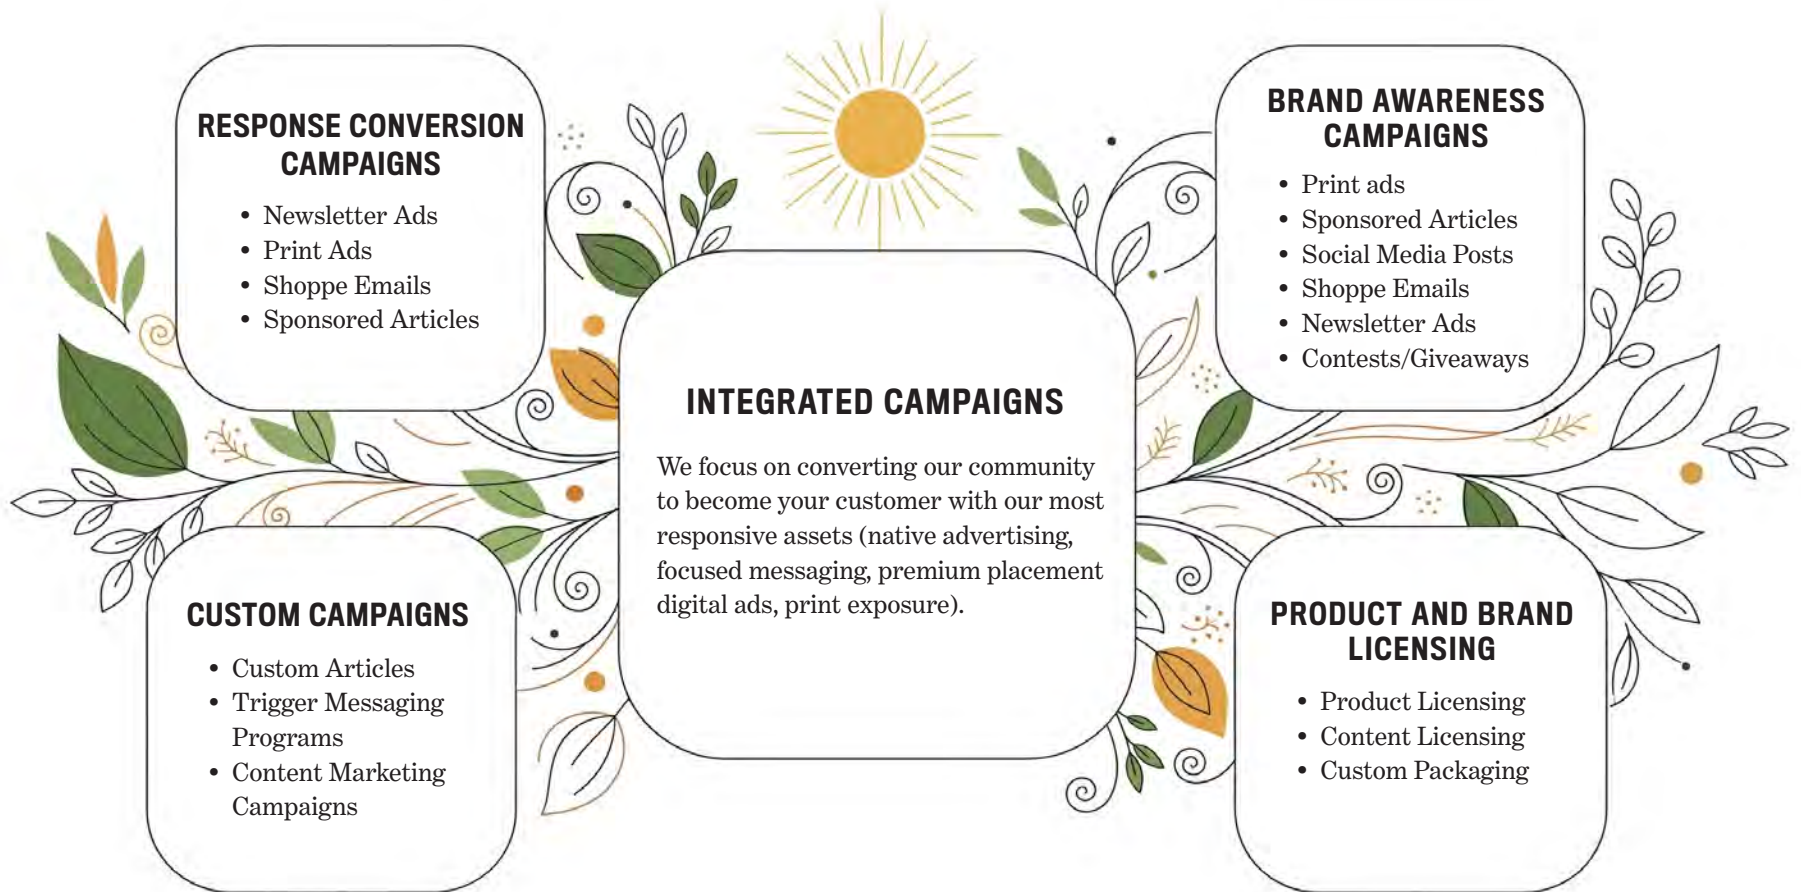 RESPONSE CONVERSION
CAMPAIGNS
• Newsletter Ads
• Print Ads
• Shoppe Emails
• Sponsored Articles
BRAND AWARENESS
CAMPAIGNS
• Print ads
• Sponsored Articles
• Social Media Posts
• Shoppe Emails
• Newsletter Ads
• Contests/Giveaways
INTEGRATED CAMPAIGNS
We focus on converting our community
to become your customer with our most
responsive assets (native advertising,
focused messaging, premium placement
digital ads, print exposure).
CUSTOM CAMPAIGNS
• Custom Articles
• Trigger Messaging
Programs
• Content Marketing
Campaigns
PRODUCT AND BRAND
LICENSING
• Product Licensing
• Content Licensing
• Custom Packaging